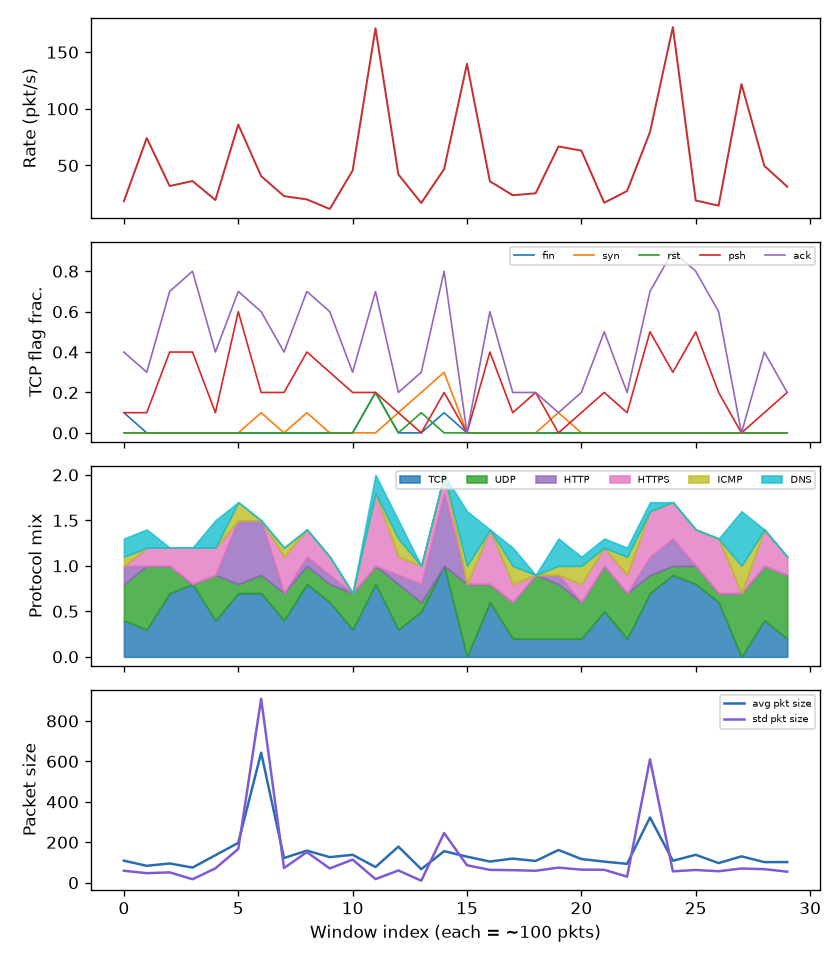 150
100
50
Rate (pkt/s)
fin syn rst psh ack
0.8
0.6
0.4
0.2
0.0
TCP flag frac.
TCP UDP HTTP HTTPS ICMP DNS
2.0
1.5
1.0
0.5
0.0
Protocol mix
avg pkt size
std pkt size
800
600
400
200
0
Packet size
0 5 10 15 20 25 30
Window index (each = ~100 pkts)